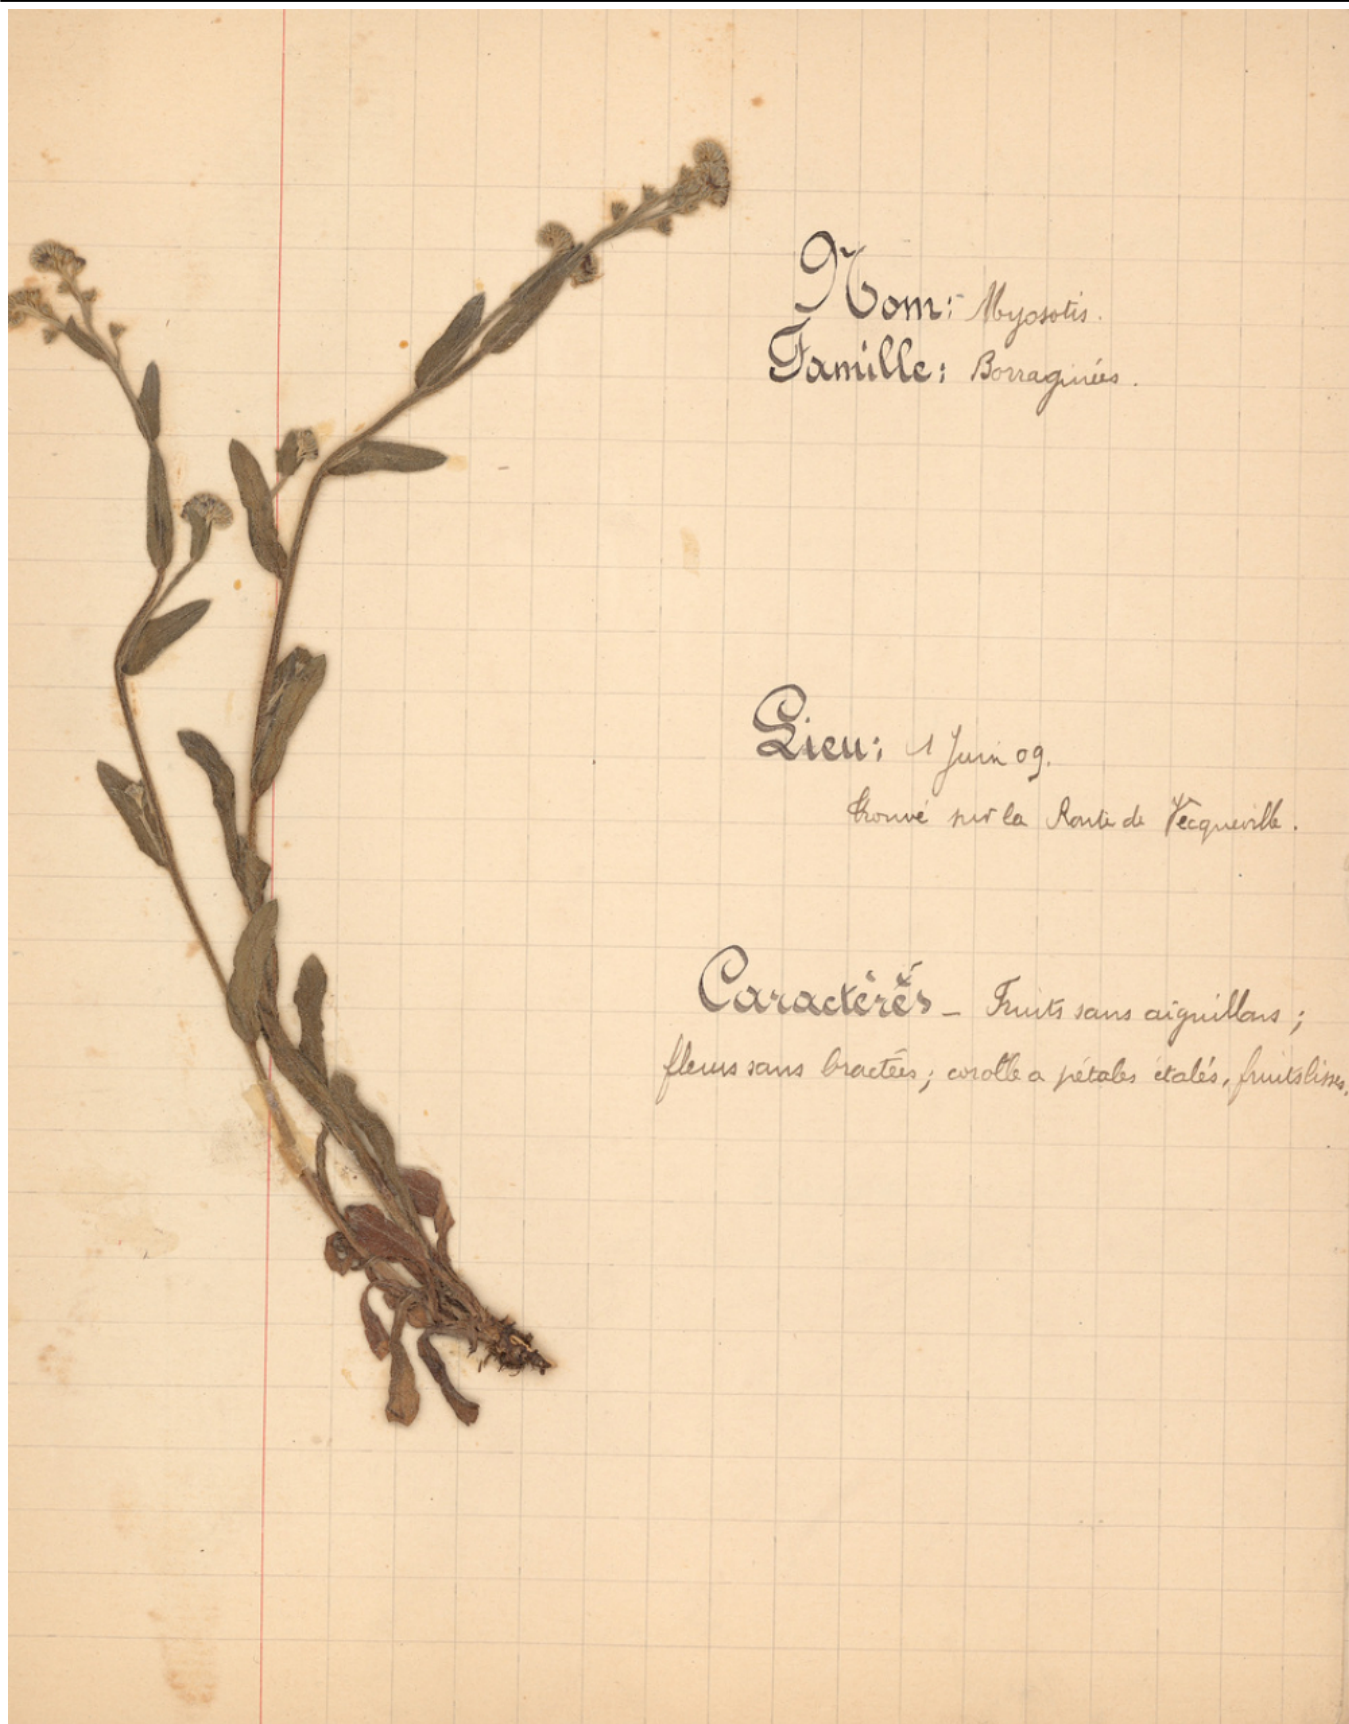 Nom: Myosotis.
Famille: Borraginées.
Lieu: 1 Juin 09.
trouvé sur la Route de Vecqueville.
Caractères - Fruits sans aiguillons;
fleurs sans bractées; corolle a pétales étalés, fruits lisses.